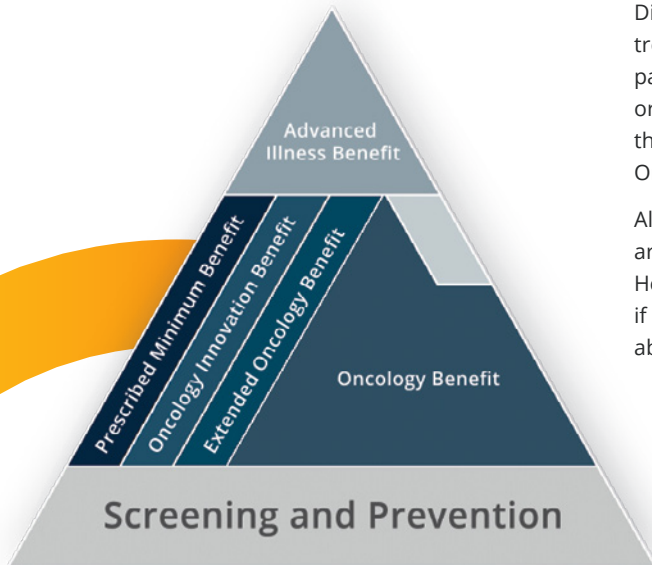 Advanced
Illness Benefit
Prescribed Minimum Benefit
Oncology Innovation Benefit
Extended Oncology Benefit
Oncology Benefit
Screening and Prevention